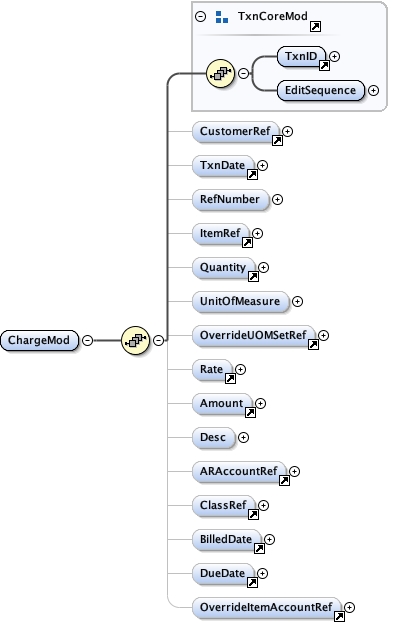 TxnCoreMod
TxnID
EditSequence
CustomerRef
TxnDate
RefNumber
ItemRef
Quantity
UnitOfMeasure
ChargeMod
OverrideUOMSetRef
Rate
Amount
Desc
ARAccountRef
ClassRef
BilledDate
DueDate
OverrideItemAccountRef